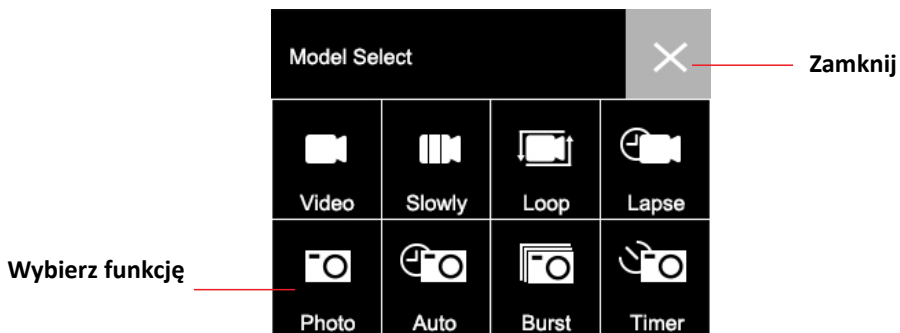 Model Select
Zamknij
Video Slowly Loop Lapse
Wybierz funkcję
Photo Auto Burst Timer